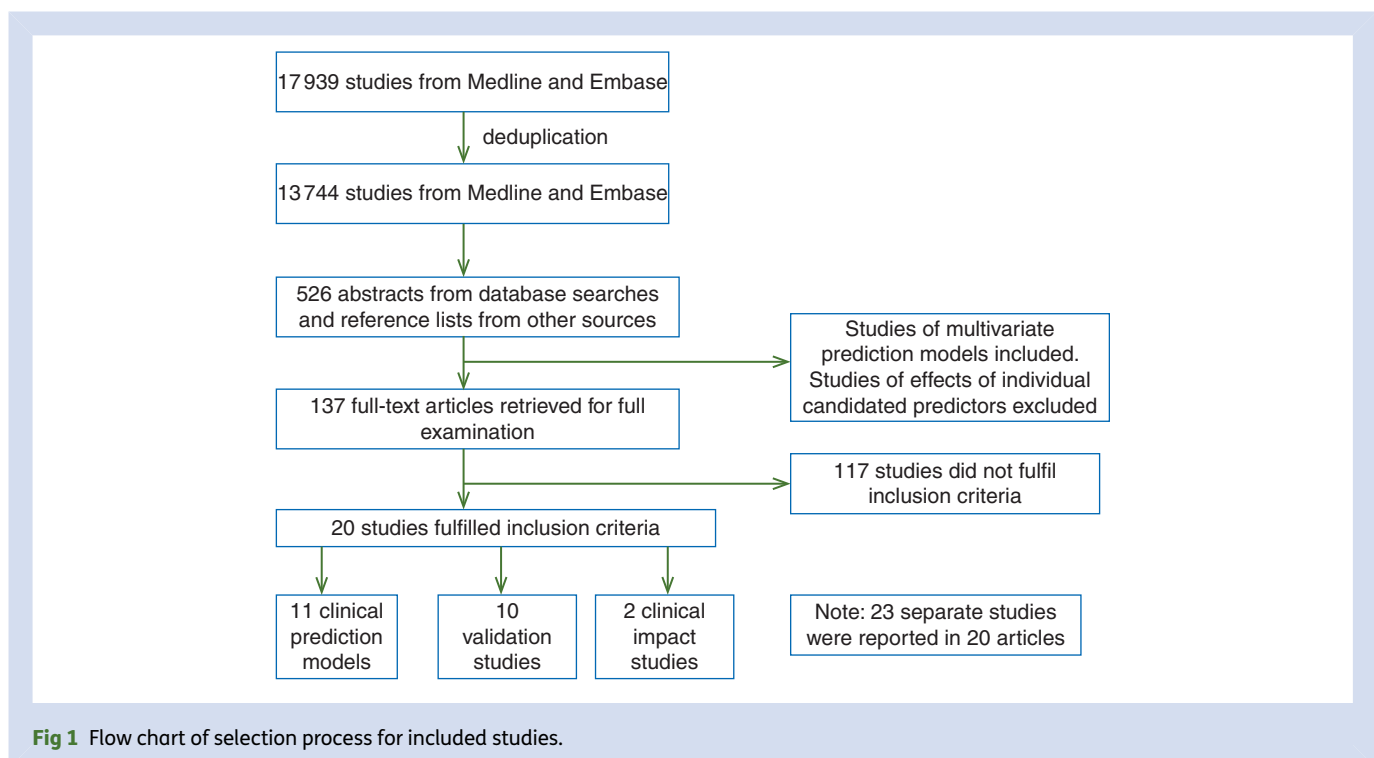 17 939 studies from Medline and Embase
deduplication
13 744 studies from Medline and Embase
526 abstracts from database searches
and reference lists from other sources
Studies of multivariate
prediction models included.
Studies of effects of individual
candidated predictors excluded
137 full-text articles retrieved for full
examination
117 studies did not fulfil
inclusion criteria
20 studies fulfilled inclusion criteria
11 clinical
prediction
models
10
validation
studies
2 clinical
impact
studies
Note: 23 separate studies
were reported in 20 articles
Fig 1 Flow chart of selection process for included studies.